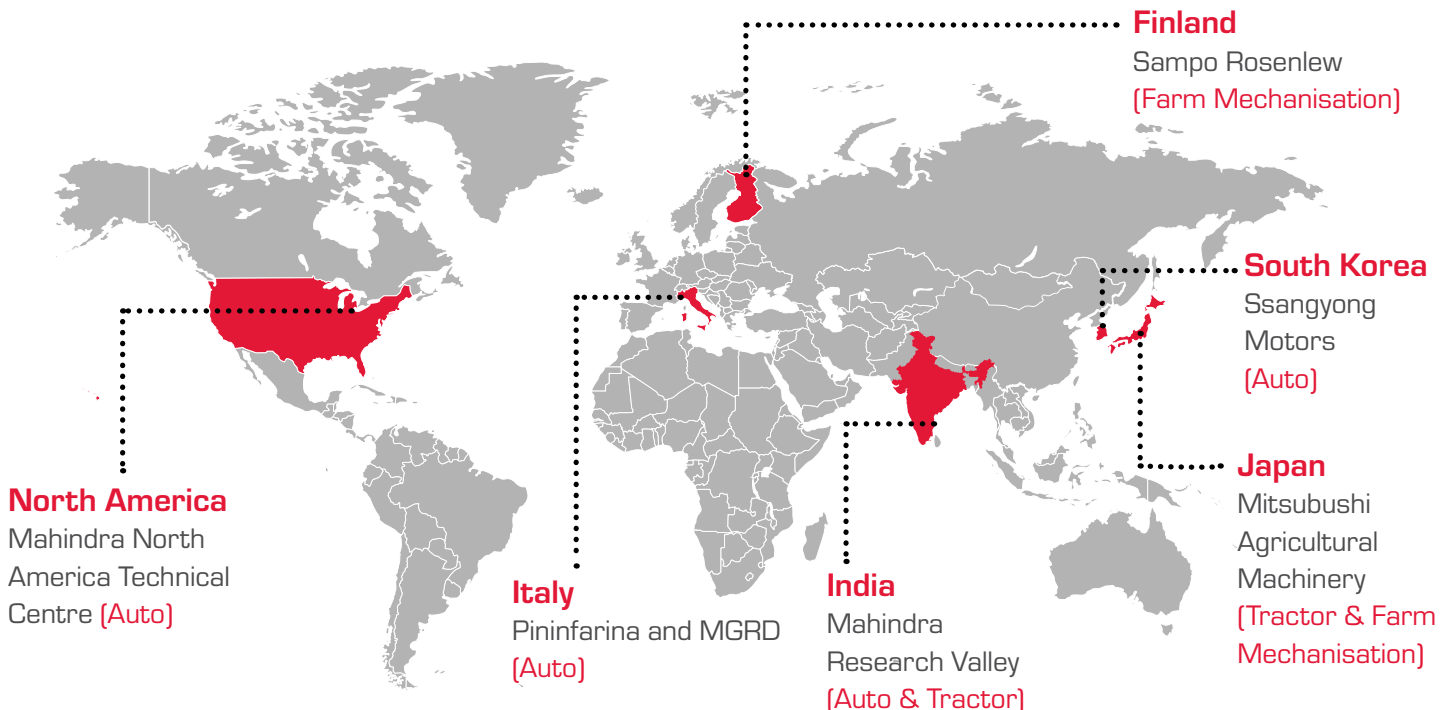 Finland
Sampo Rosenlew
(Farm Mechanisation)
South Korea
Ssangyong
Motors
(Auto)
Japan
Mitsubushi
Agricultural
Machinery
(Tractor & Farm
Mechanisation)
North America
Mahindra North
America Technical
Centre (Auto)
Italy
Pininfarina and MGRD
(Auto)
India
Mahindra
Research Valley
(Auto & Tractor)